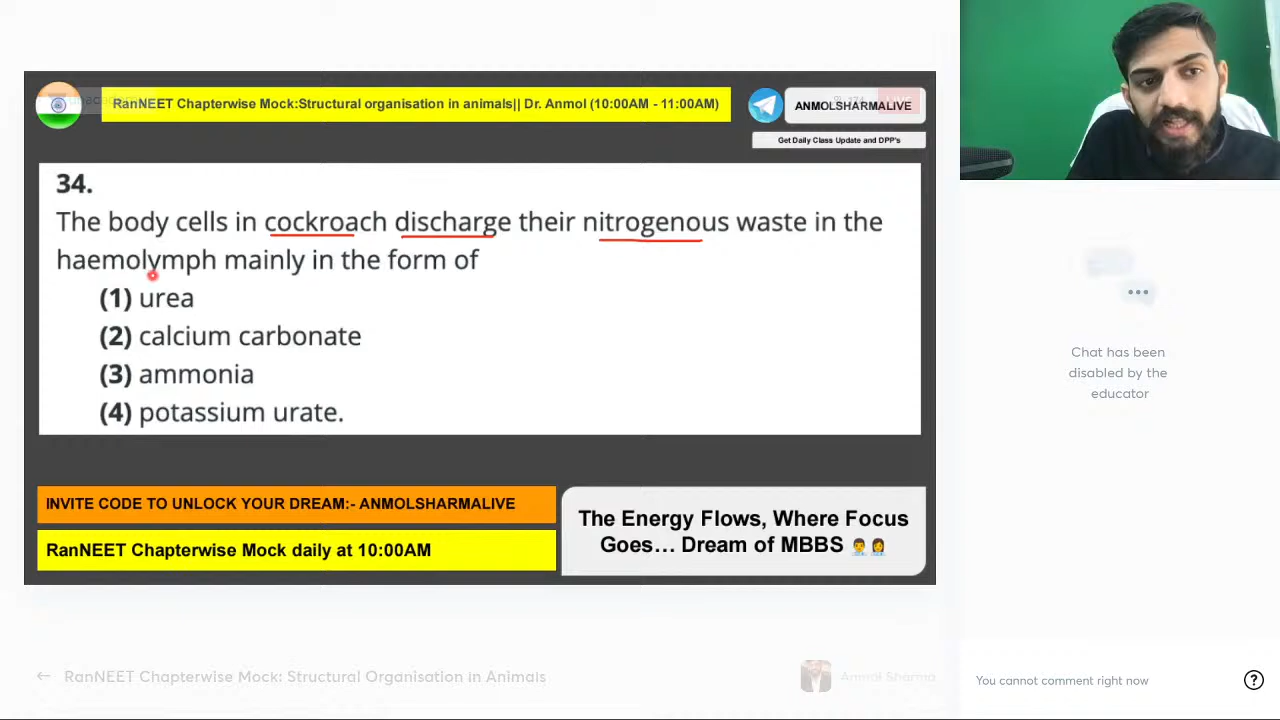 RanNEET Chapterwise Mock:Structural organisation in animals|| Dr. Anmol (10:00AM - 11:00AM)
ANMOLSHARMALIVE
Get Daily Class Update and DPP's
34.
The body cells in cockroach discharge their nitrogenous waste in the
haemolymph mainly in the form of
(1) urea
(2) calcium carbonate
(3) ammonia
(4) potassium urate.
INVITE CODE TO UNLOCK YOUR DREAM:- ANMOLSHARMALIVE
RanNEET Chapterwise Mock daily at 10:00AM
The Energy Flows, Where Focus
Goes... Dream of MBBS 👨‍⚕️👩‍⚕️
Chat has been
disabled by the
educator
RanNEET Chapterwise Mock: Structural Organisation in Animals
Anmol Sharma
You cannot comment right now